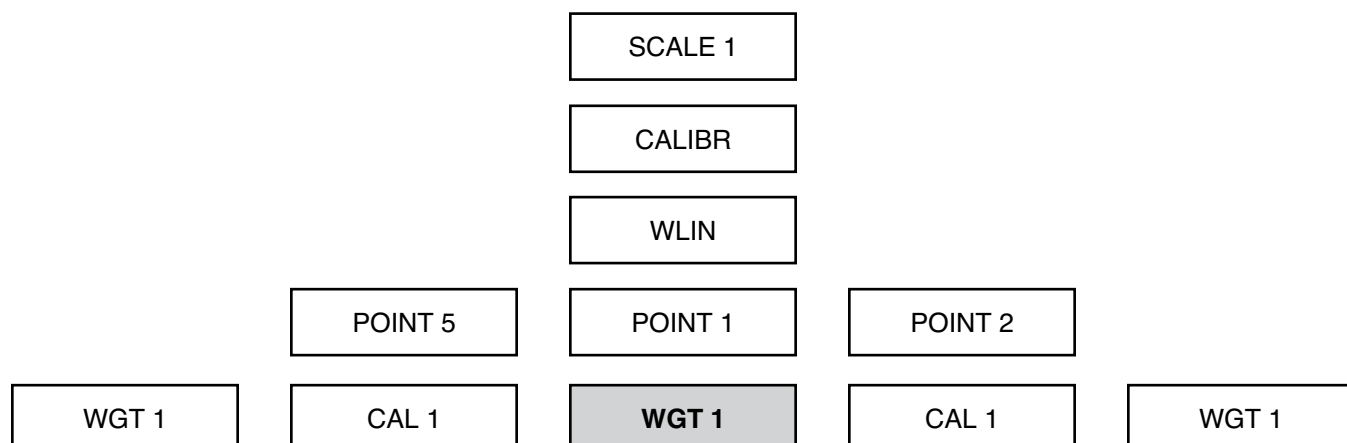 SCALE 1
CALIBR
WLIN
POINT 5 POINT 1 POINT 2
WGT 1 CAL 1 WGT 1 CAL 1 WGT 1